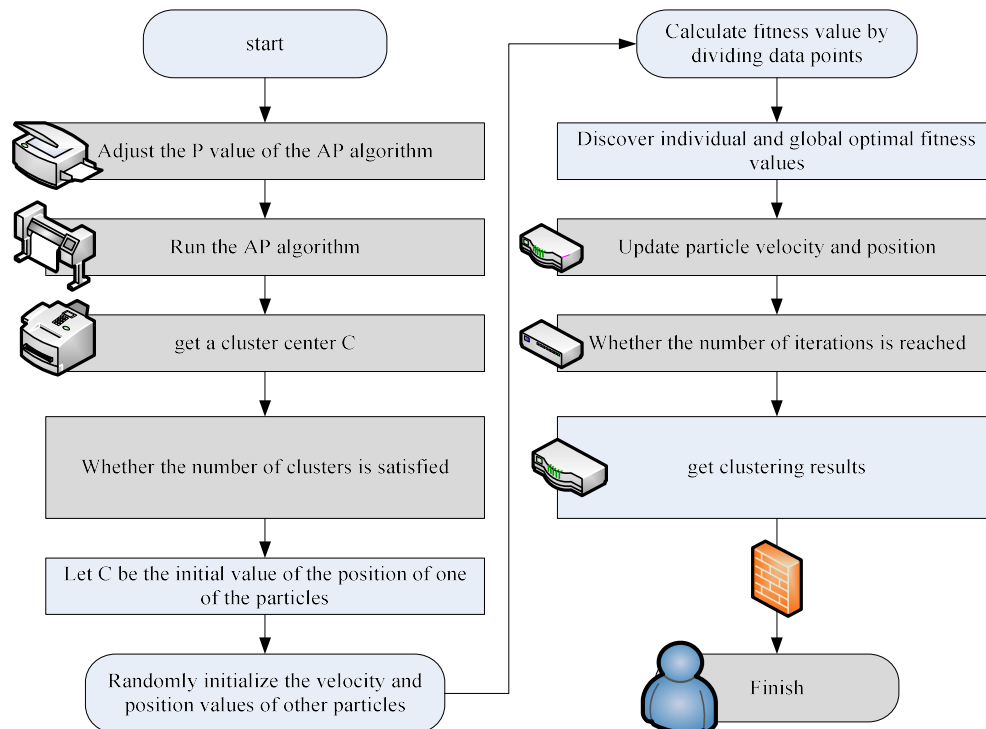 start
Adjust the P value of the AP algorithm
Run the AP algorithm
get a cluster center C
Whether the number of clusters is satisfied
Let C be the initial value of the position of one
of the particles
Randomly initialize the velocity and
position values of other particles
Calculate fitness value by
dividing data points
Discover individual and global optimal fitness
values
Update particle velocity and position
Whether the number of iterations is reached
get clustering results
Finish